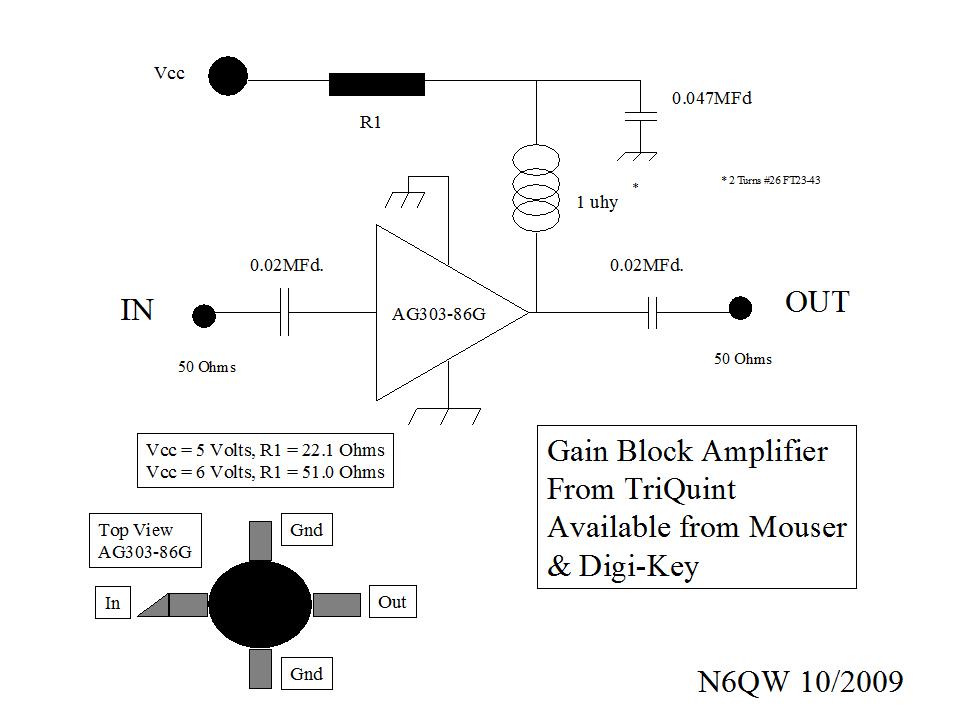 Vcc
R1
0.047MFd
* 2 Turns #26 FT23-43
*
1 uhy
0.02MFd.
0.02MFd.
IN
AG303-86G
OUT
50 Ohms
50 Ohms
Vcc = 5 Volts, R1 = 22.1 Ohms
Vcc = 6 Volts, R1 = 51.0 Ohms
Gain Block Amplifier
From TriQuint
Available from Mouser
& Digi-Key
Top View
AG303-86G
Gnd
In
Out
Gnd
N6QW 10/2009